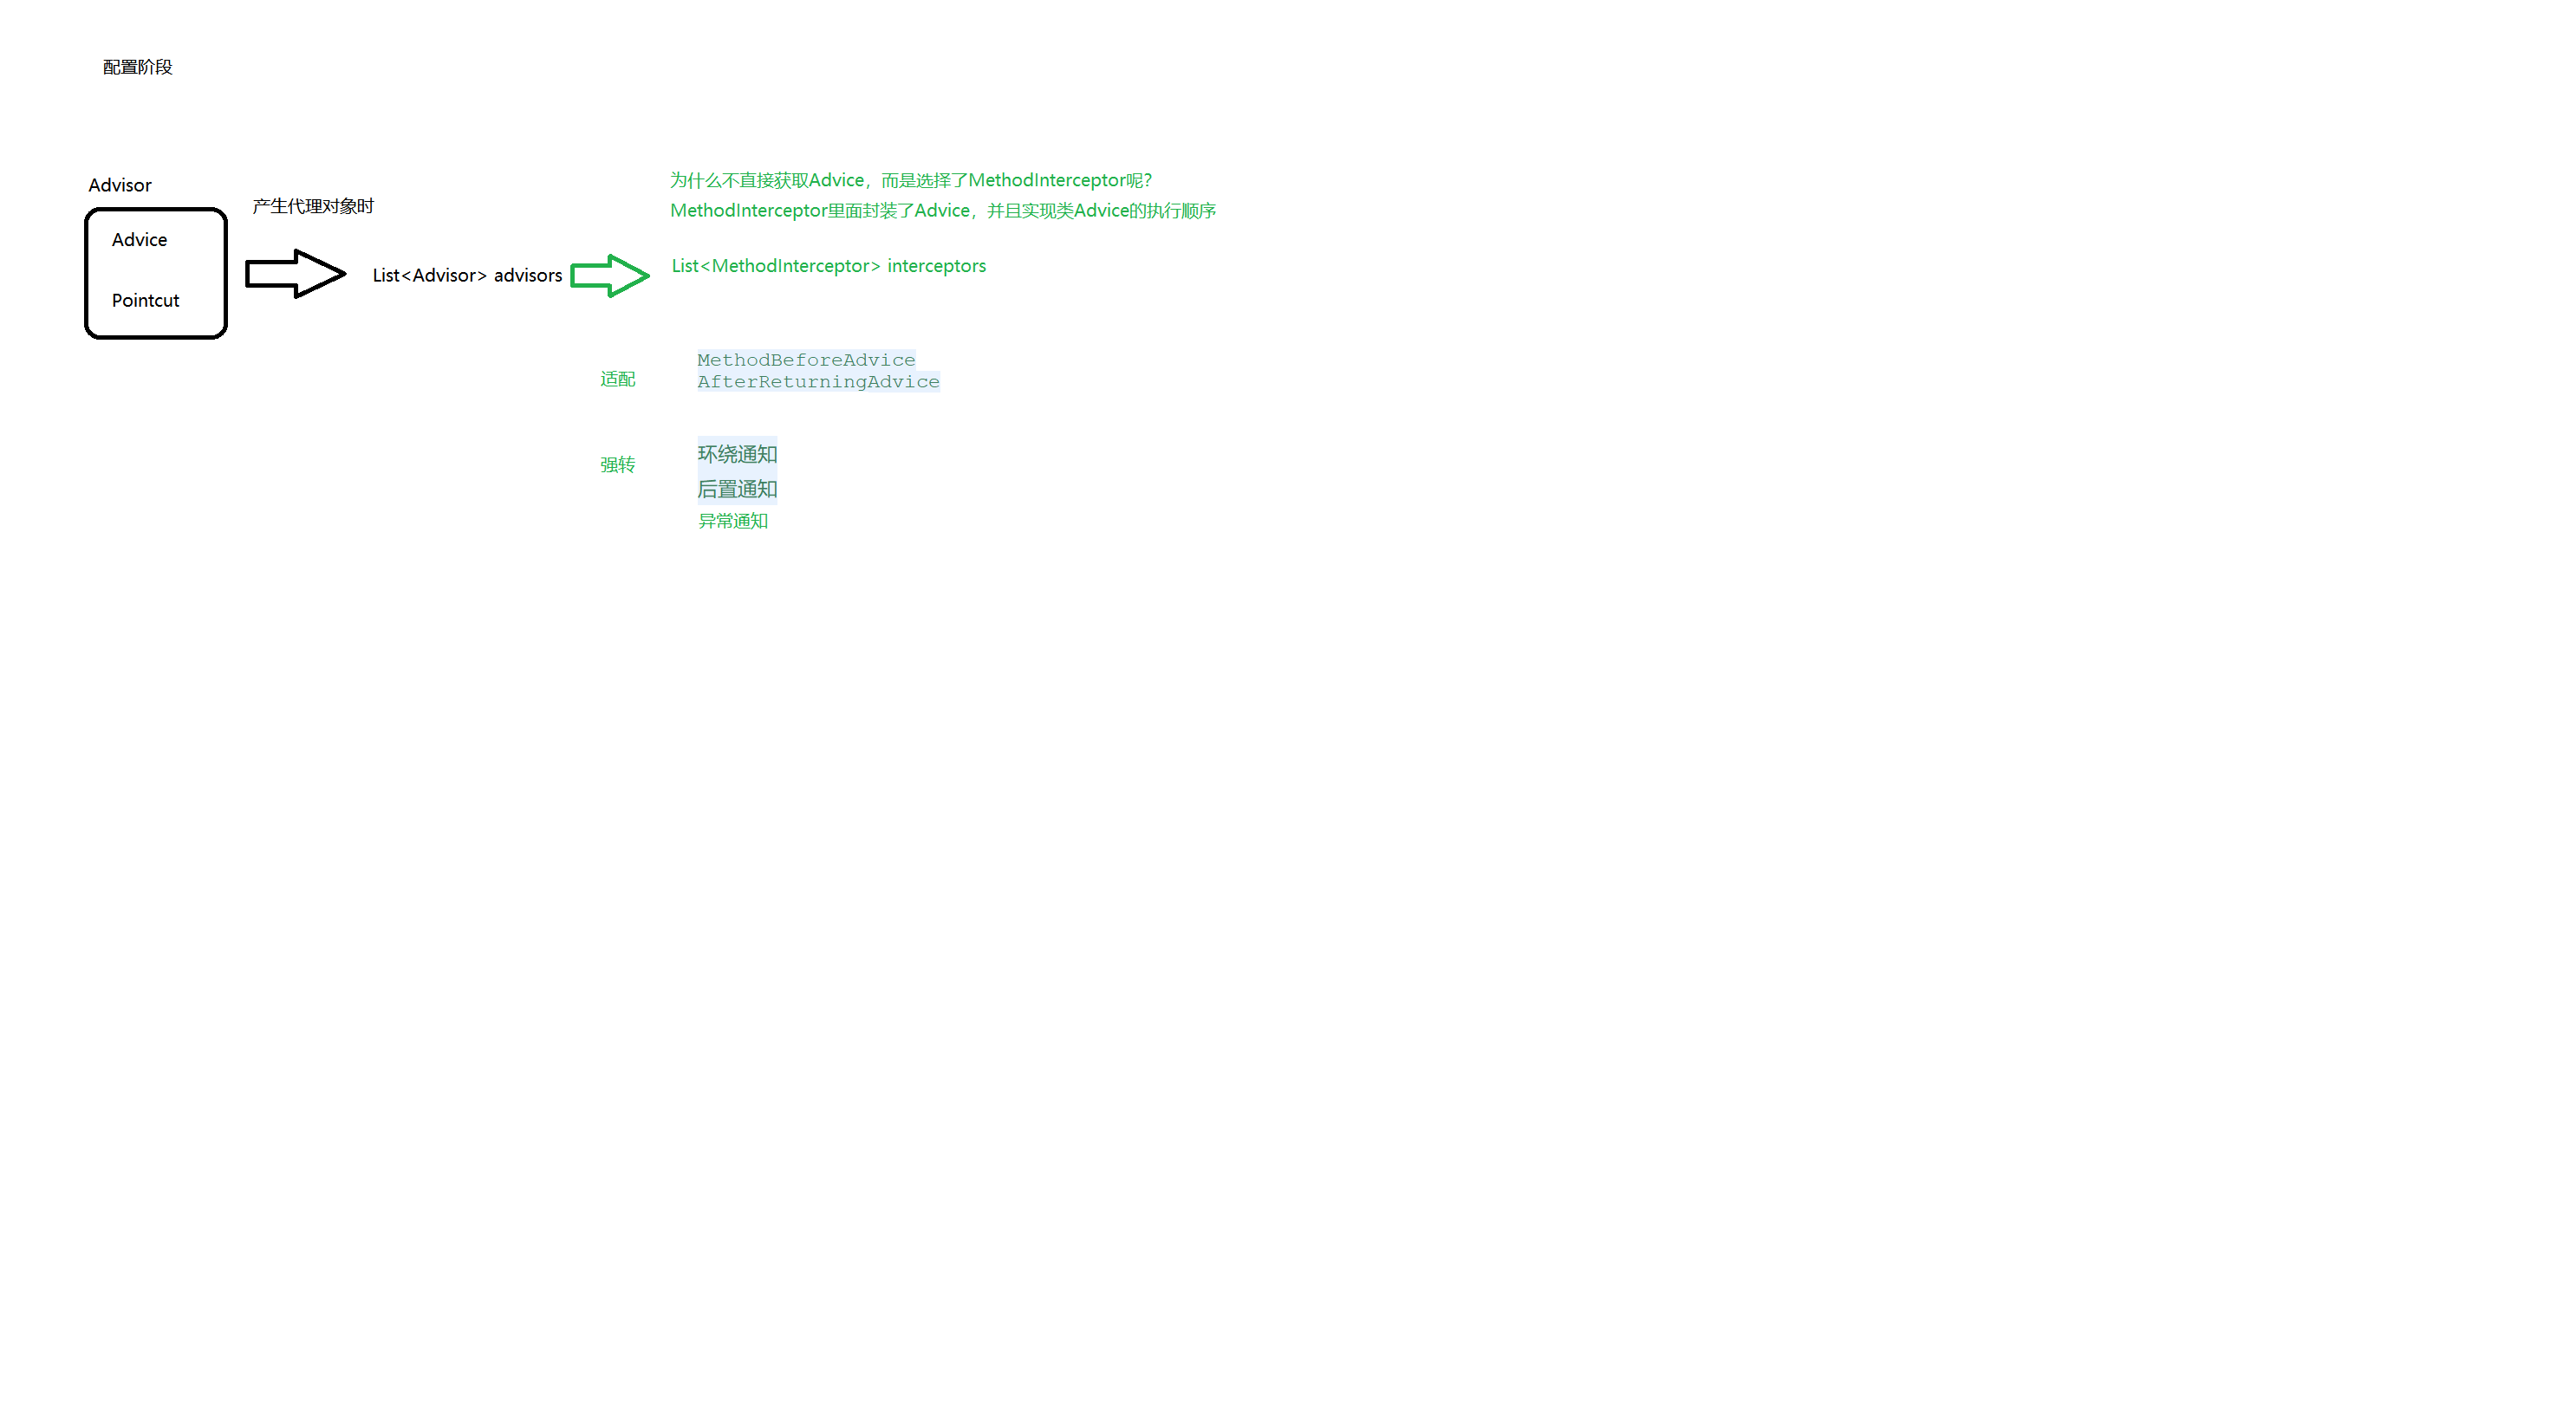 配置阶段
Advisor
Advice
Pointcut
产生代理对象时
List<Advisor> advisors
为什么不直接获取Advice，而是选择了MethodInterceptor呢？
MethodInterceptor里面封装了Advice，并且实现类Advice的执行顺序
List<MethodInterceptor> interceptors
适配
MethodBeforeAdvice
AfterReturningAdvice
强转
环绕通知
后置通知
异常通知